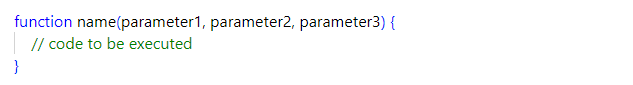 function name(parameter1, parameter2, parameter3) {
// code to be executed
}